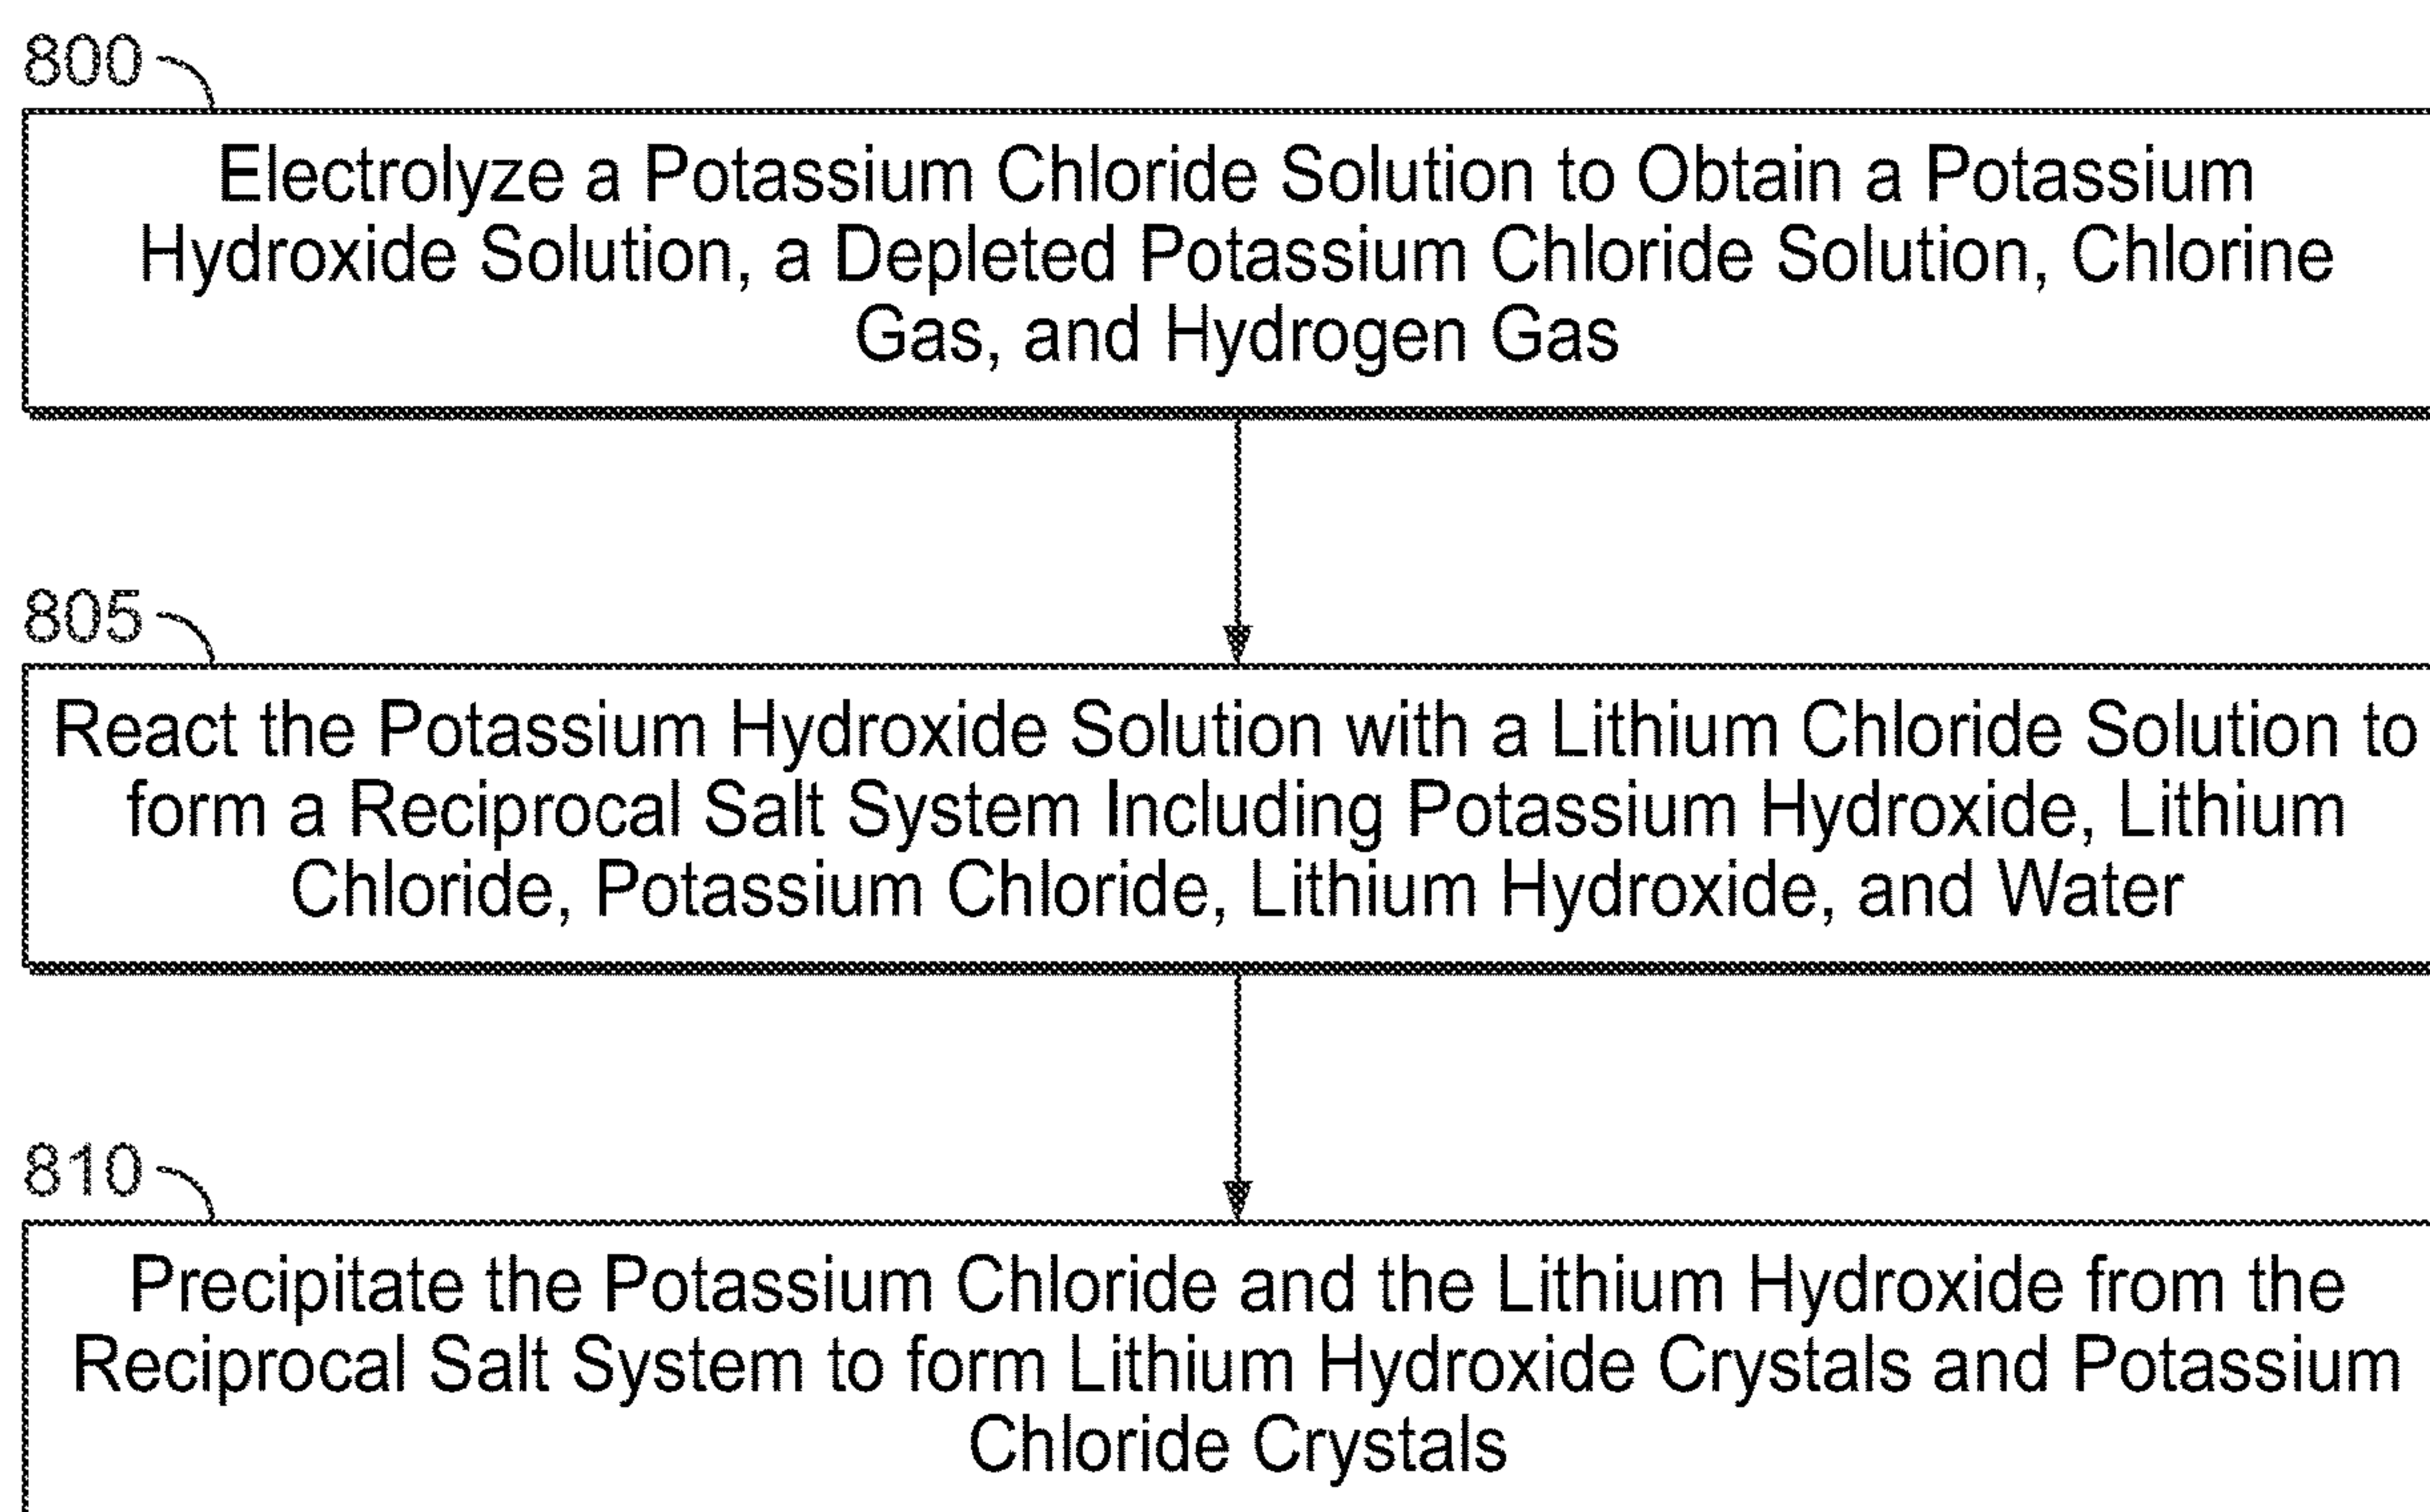 800
Electrolyze a Potassium Chloride Solution to Obtain a Potassium
Hydroxide Solution, a Depleted Potassium Chloride Solution, Chlorine
Gas, and Hydrogen Gas
805
React the Potassium Hydroxide Solution with a Lithium Chloride Solution to
form a Reciprocal Salt System Including Potassium Hydroxide, Lithium
Chloride, Potassium Chloride, Lithium Hydroxide, and Water
810
Precipitate the Potassium Chloride and the Lithium Hydroxide from the
Reciprocal Salt System to form Lithium Hydroxide Crystals and Potassium
Chloride Crystals